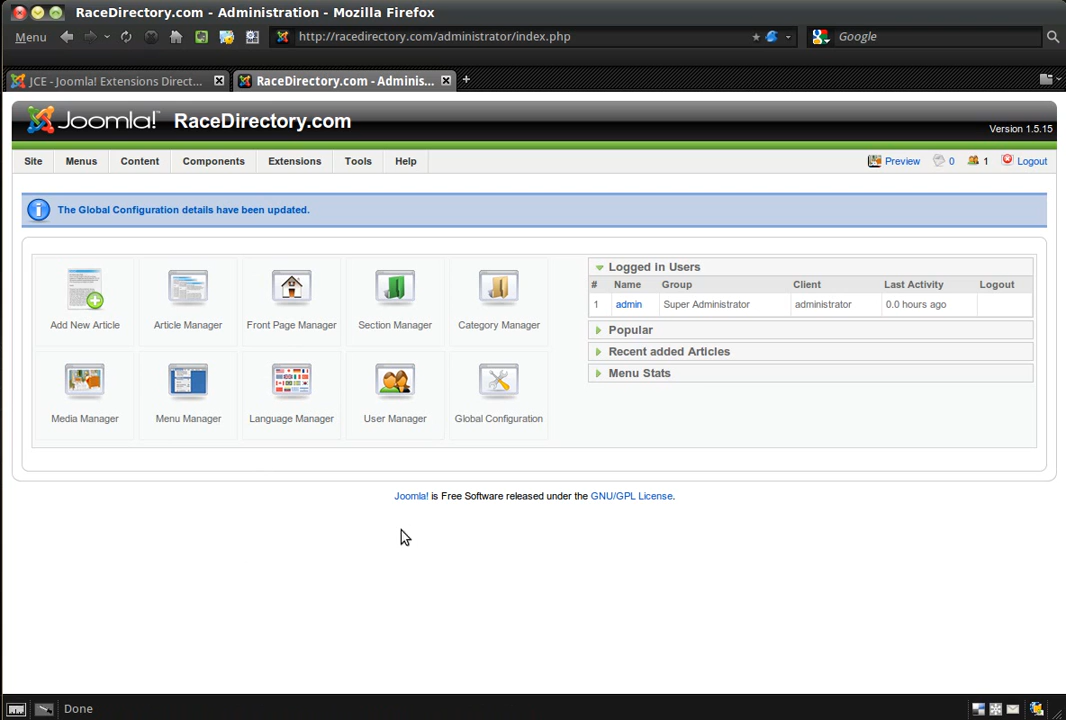 RaceDirectory.com - Administration - Mozilla Firefox
Menu
http://racedirectory.com/administrator/index.php
Google
JCE - Joomla! Extensions Direct...
RaceDirectory.com - Adminis...
Joomla!™ RaceDirectory.com
Version 1.5.15
Site Menus Content Components Extensions Tools Help
Preview 0 1 Logout
The Global Configuration details have been updated.
Add New Article
Article Manager
Front Page Manager
Section Manager
Category Manager
Media Manager
Menu Manager
Language Manager
User Manager
Global Configuration
Logged in Users
# Name Group Client Last Activity Logout
1 admin Super Administrator administrator 0.0 hours ago
Popular
Recent added Articles
Menu Stats
Joomla! is Free Software released under the GNU/GPL License.
Done